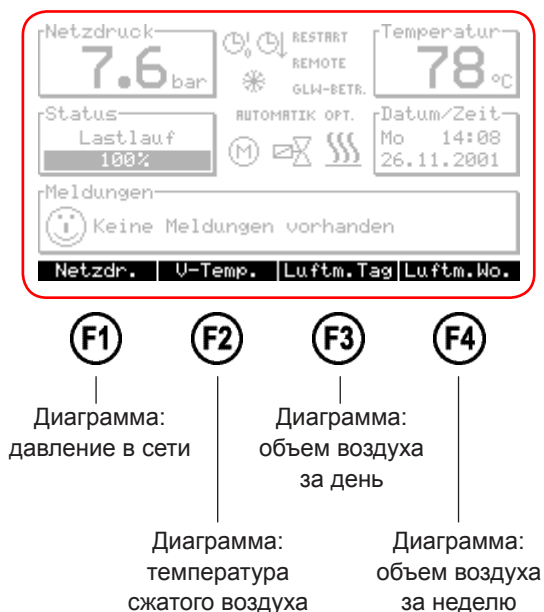 Netzdruck
7.6 bar
RESTART
REMOTE
GLW-BETR.
Temperatur
78 °C
Status
Lastlauf
100%
AUTOMATIK OPT.
M
Datum/Zeit
Mo 14:08
26.11.2001
Meldungen
Keine Meldungen vorhanden
Netzdr. V-Temp. Luftm.Tag Luftm.Wo.
F1 F2 F3 F4
Диаграмма:
давление в сети
Диаграмма:
объем воздуха
за день
Диаграмма:
температура
сжатого воздуха
Диаграмма:
объем воздуха
за неделю